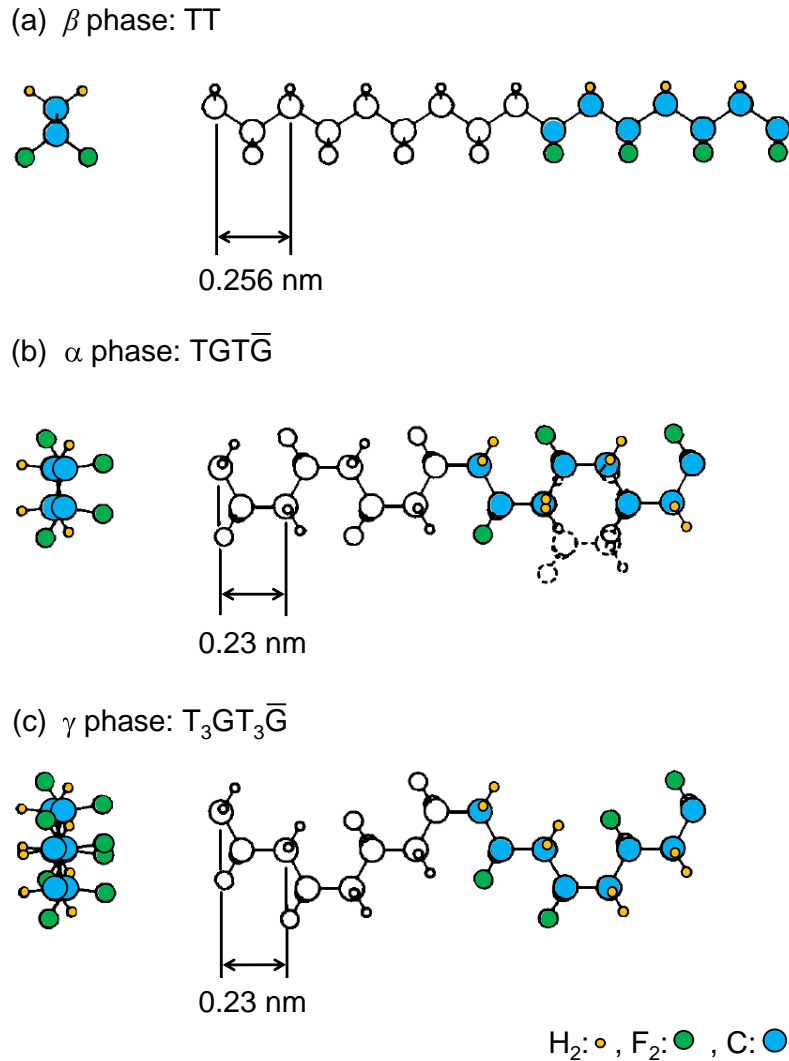 (a) β phase: TT
0.256 nm
(b) α phase: TGTG̅
0.23 nm
(c) γ phase: T₃GT₃G̅
0.23 nm
H₂: , F₂: , C: